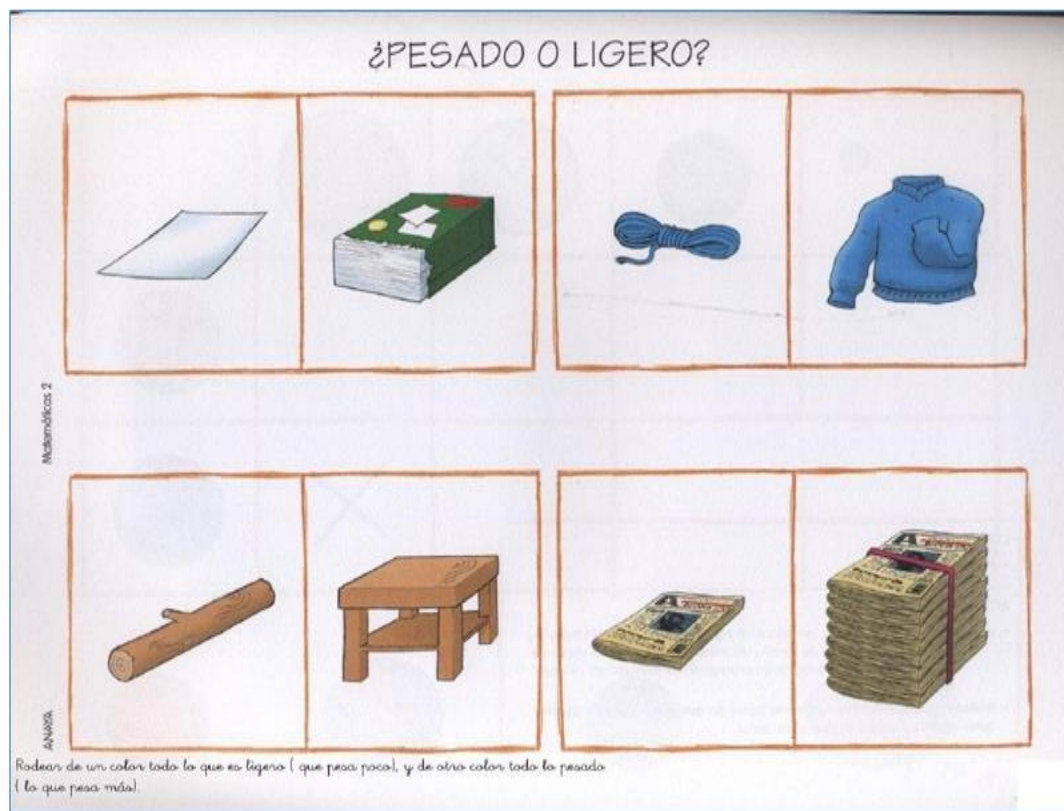 ¿PESADO O LIGERO?
Matemáticas 2
ANAYA
Rodear de un color todo lo que es ligero ( que pesa poco), y de otro color todo lo pesado
( lo que pesa más).